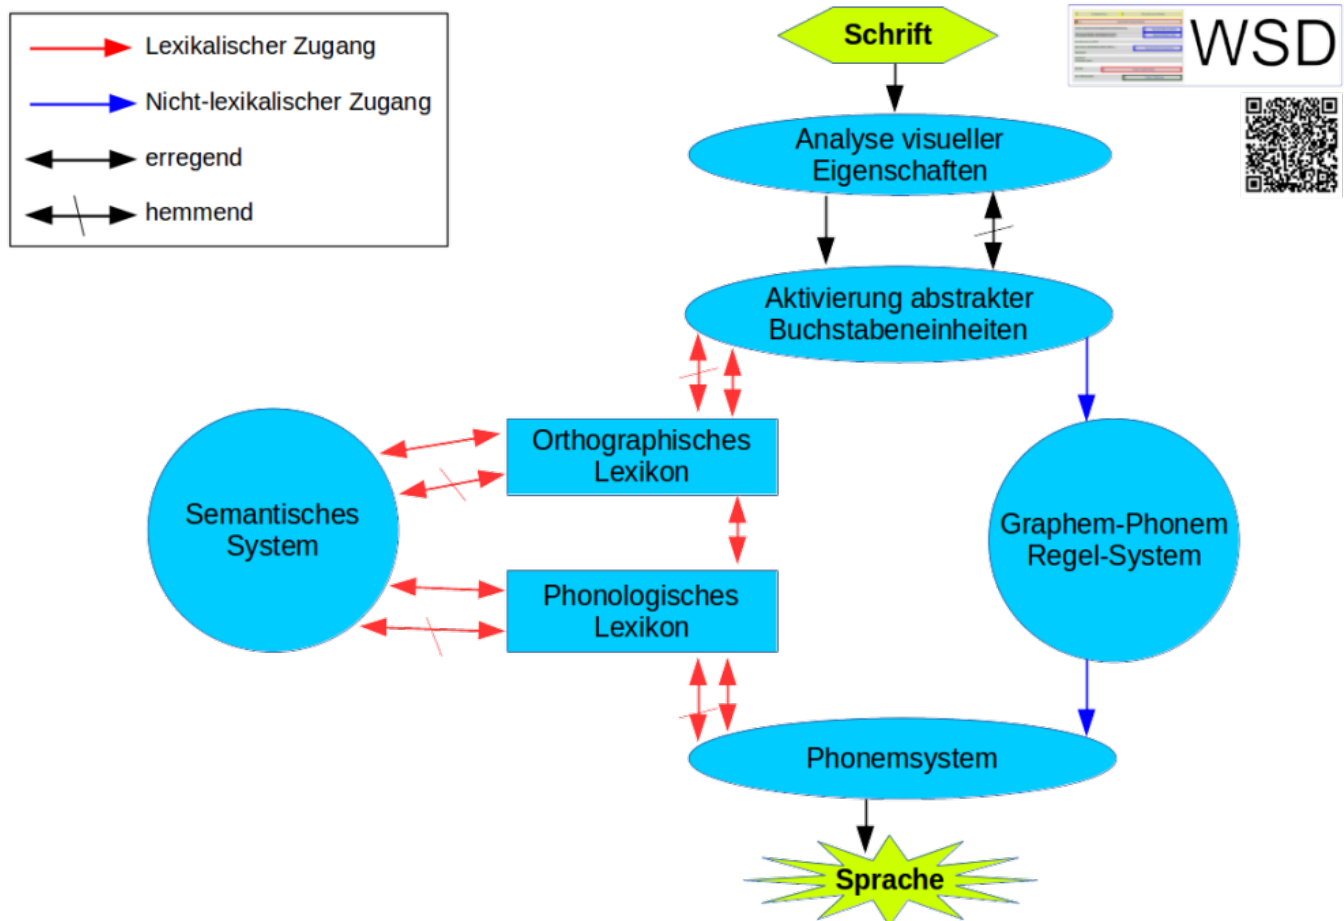 Lexikalischer Zugang
Nicht-lexikalischer Zugang
erregend
hemmend
Schrift
WSD
Analyse visueller
Eigenschaften
Aktivierung abstrakter
Buchstabeneinheiten
Orthographisches
Lexikon
Semantisches
System
Graphem-Phonem
Regel-System
Phonologisches
Lexikon
Phonemsystem
Sprache